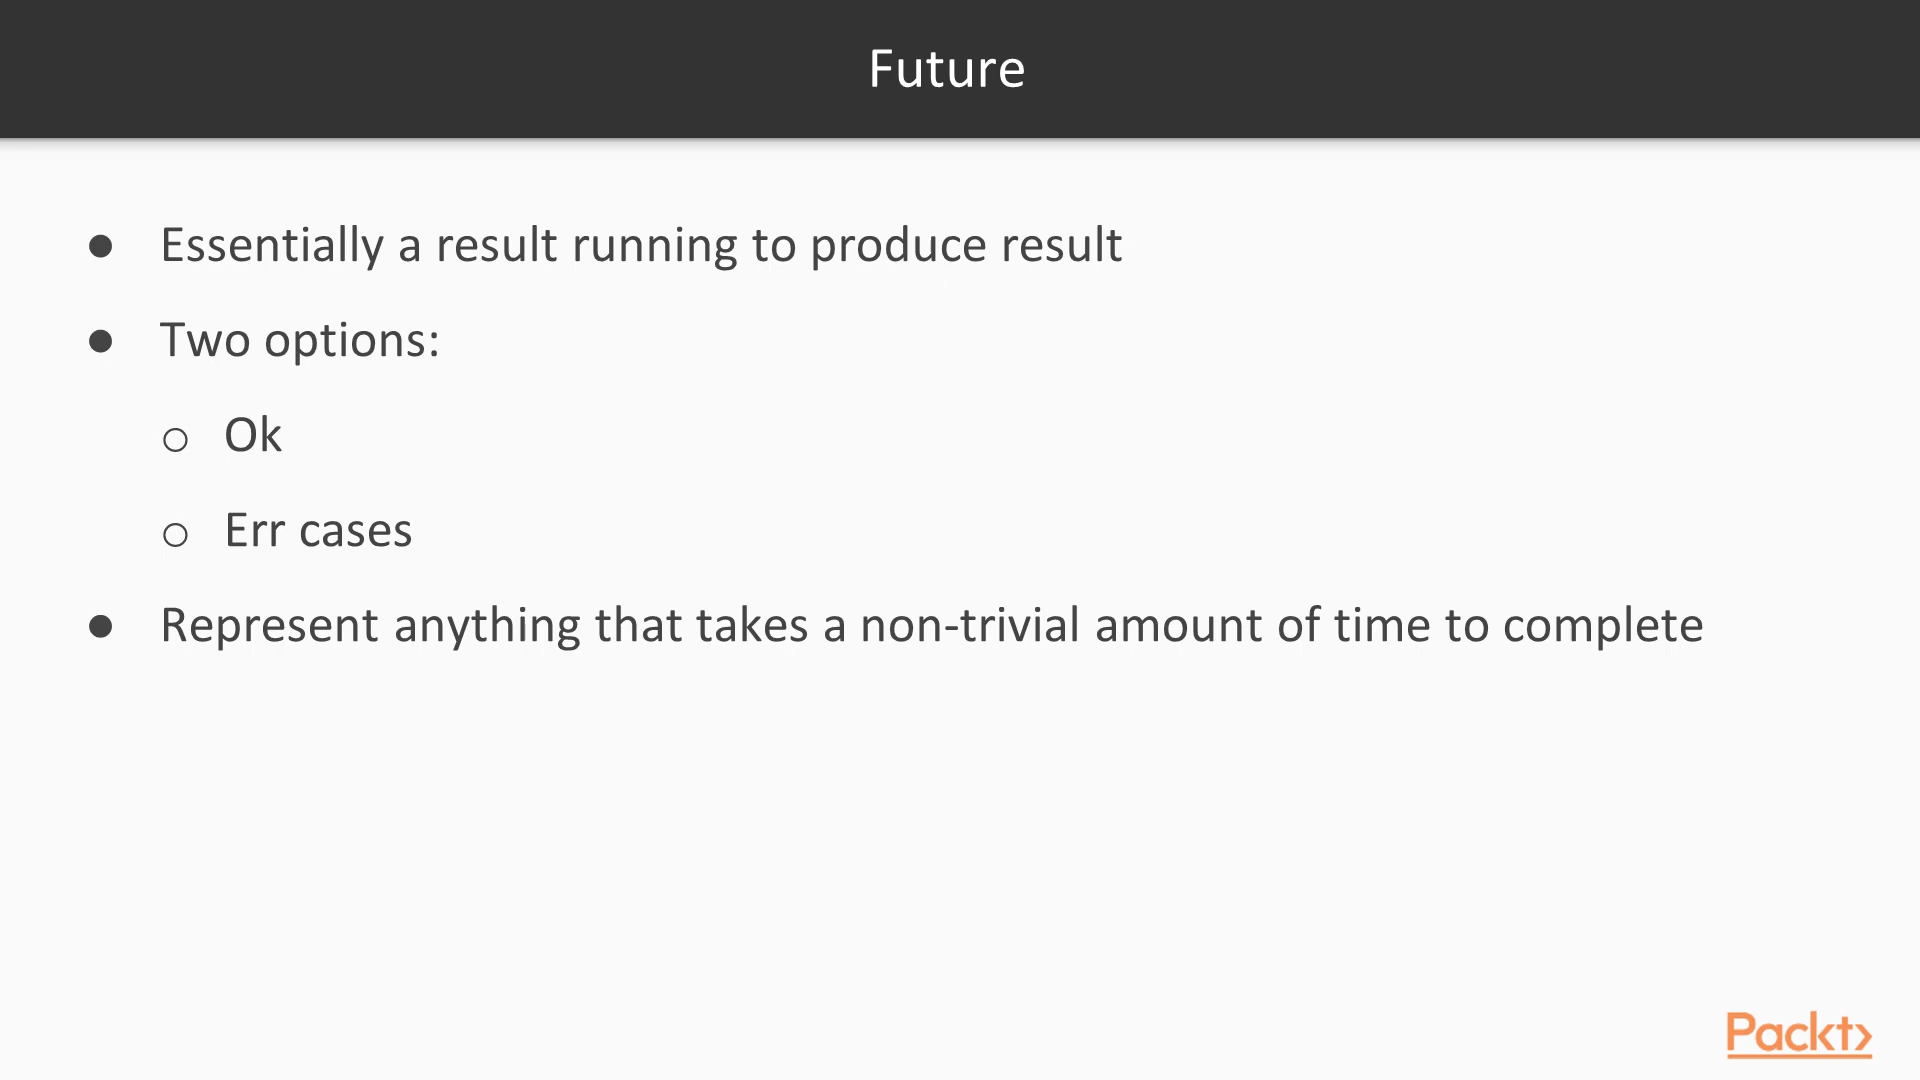 Future
● Essentially a result running to produce result
● Two options:
○ Ok
○ Err cases
● Represent anything that takes a non-trivial amount of time to complete
Packt>